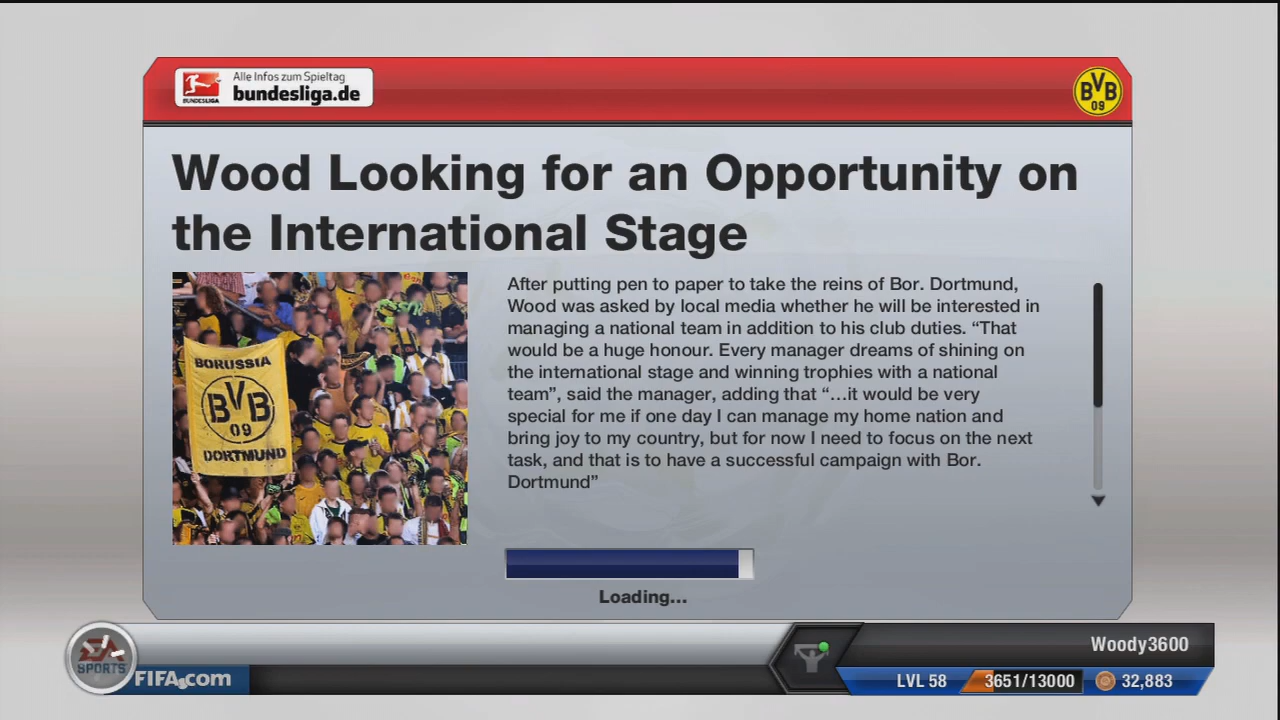 Alle Infos zum Spieltag
BUNDESLIGA
bundesliga.de
BVB
09
Wood Looking for an Opportunity on
the International Stage
BORUSSIA
BVB
09
DORTMUND
After putting pen to paper to take the reins of Bor. Dortmund,
Wood was asked by local media whether he will be interested in
managing a national team in addition to his club duties. “That
would be a huge honour. Every manager dreams of shining on
the international stage and winning trophies with a national
team”, said the manager, adding that “…it would be very
special for me if one day I can manage my home nation and
bring joy to my country, but for now I need to focus on the next
task, and that is to have a successful campaign with Bor.
Dortmund”
Loading...
EA
SPORTS
FIFA.com
Woody3600
LVL 58
3651/13000
32,883